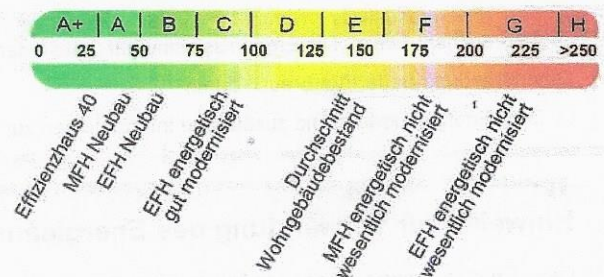 A+ A B C D E F G H
0 25 50 75 100 125 150 175 200 225 >250
Effizienzhaus 40
MFH Neubau
EFH Neubau
EFH energetisch
gut modernisiert
Durchschnitt
Wohngebäudebestand
MFH energetisch nicht
wesentlich modernisiert
EFH energetisch nicht
wesentlich modernisiert